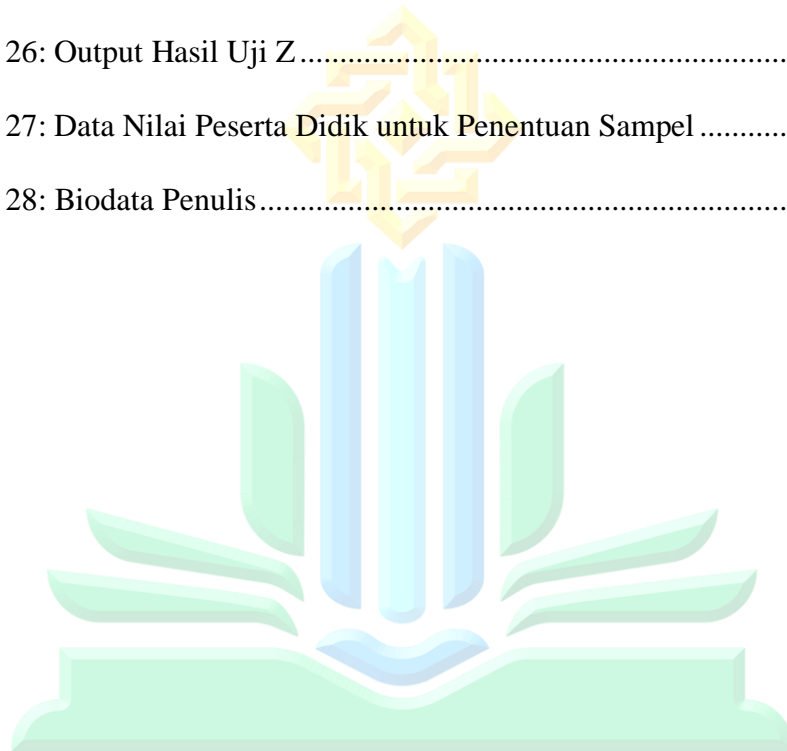 26: Output Hasil Uji Z.............................................................
27: Data Nilai Peserta Didik untuk Penentuan Sampel...........
28: Biodata Penulis..................................................................